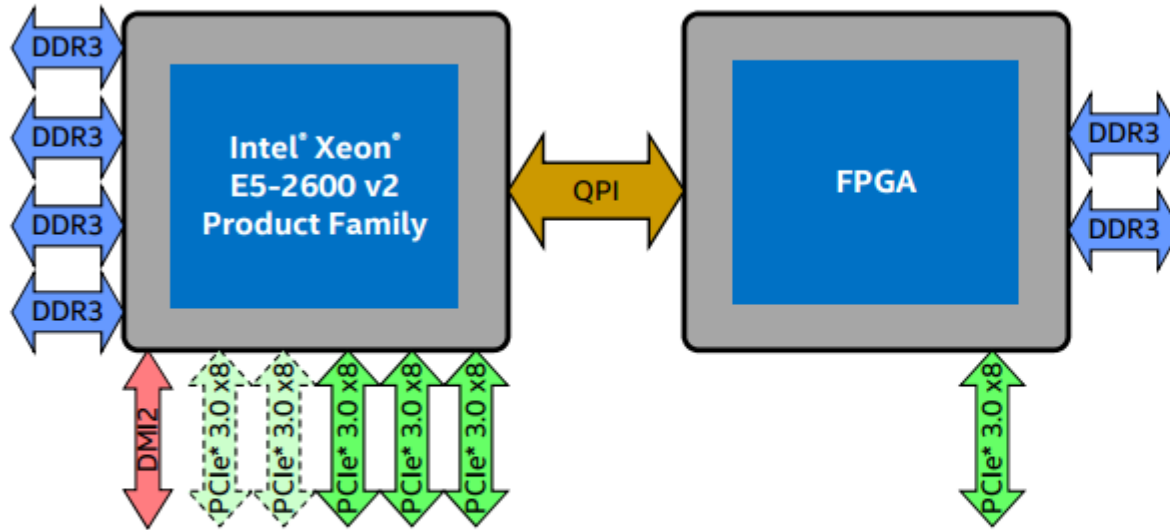 DDR3
DDR3
DDR3
DDR3
Intel® Xeon®
E5-2600 v2
Product Family
QPI
FPGA
DDR3
DDR3
DMI2
PCIe* 3.0 x8
PCIe* 3.0 x8
PCIe* 3.0 x8
PCIe* 3.0 x8
PCIe* 3.0 x8
PCIe* 3.0 x8